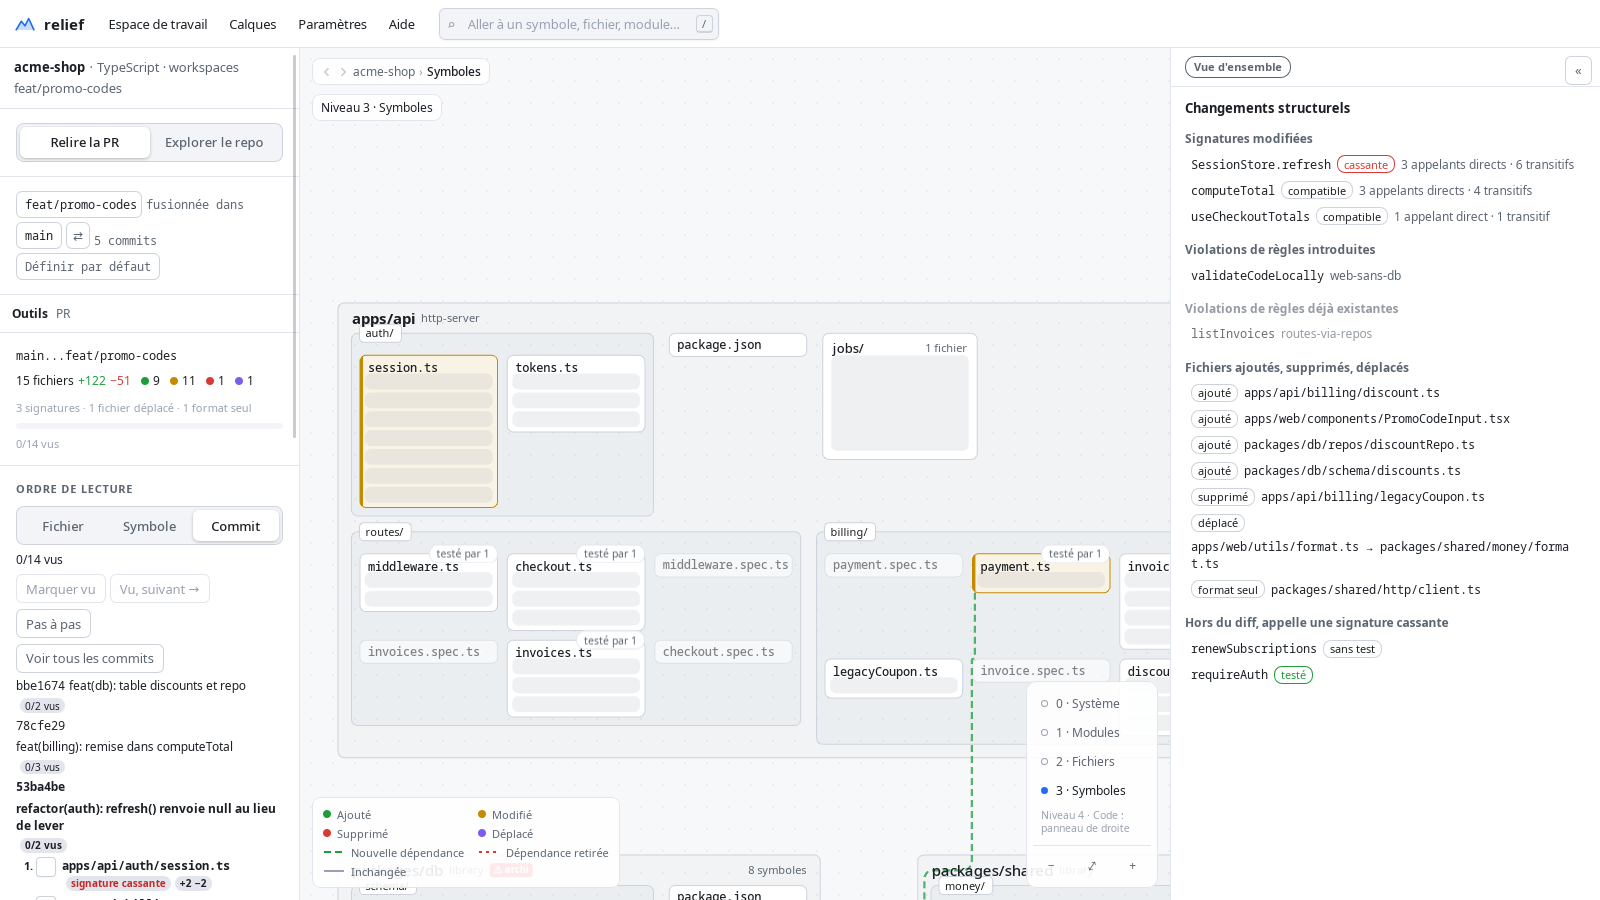 relief
Espace de travail
Calques
Paramètres
Aide
Aller à un symbole, fichier, module...
/
acme-shop · TypeScript · workspaces
feat/promo-codes
Relire la PR
Explorer le repo
feat/promo-codes fusionnée dans
main ⇄ 5 commits
Définir par défaut
Outils PR
main...feat/promo-codes
15 fichiers +122 −51 9 11 1 1
3 signatures · 1 fichier déplacé · 1 format seul
0/14 vus
ORDRE DE LECTURE
Fichier
Symbole
Commit
0/14 vus
Marquer vu
Vu, suivant →
Pas à pas
Voir tous les commits
bbe1674 feat(db): table discounts et repo
0/2 vus
78cfe29
feat(billing): remise dans computeTotal
0/3 vus
53ba4be
refactor(auth): refresh() renvoie null au lieu
de lever
0/2 vus
1. apps/api/auth/session.ts
signature cassante +2 −2
‹ › acme-shop › Symboles
Niveau 3 · Symboles
apps/api http-server
auth/
session.ts
tokens.ts
package.json
jobs/
1 fichier
routes/
testé par 1
middleware.ts
testé par 1
checkout.ts
middleware.spec.ts
invoices.spec.ts
testé par 1
invoices.ts
checkout.spec.ts
billing/
payment.spec.ts
testé par 1
payment.ts
invoic
legacyCoupon.ts
invoice.spec.ts
discou
0 · Système
1 · Modules
2 · Fichiers
3 · Symboles
Niveau 4 · Code :
panneau de droite
− ⤢ +
Ajouté
Modifié
Supprimé
Déplacé
Nouvelle dépendance
Dépendance retirée
Inchangée
library
8 symboles
package.json
packages/shared library
money/
Vue d'ensemble
«
Changements structurels
Signatures modifiées
SessionStore.refresh cassante 3 appelants directs · 6 transitifs
computeTotal compatible 3 appelants directs · 4 transitifs
useCheckoutTotals compatible 1 appelant direct · 1 transitif
Violations de règles introduites
validateCodeLocally web-sans-db
Violations de règles déjà existantes
listInvoices routes-via-repos
Fichiers ajoutés, supprimés, déplacés
ajouté apps/api/billing/discount.ts
ajouté apps/web/components/PromoCodeInput.tsx
ajouté packages/db/repos/discountRepo.ts
ajouté packages/db/schema/discounts.ts
supprimé apps/api/billing/legacyCoupon.ts
déplacé
apps/web/utils/format.ts → packages/shared/money/forma
t.ts
format seul packages/shared/http/client.ts
Hors du diff, appelle une signature cassante
renewSubscriptions sans test
requireAuth testé